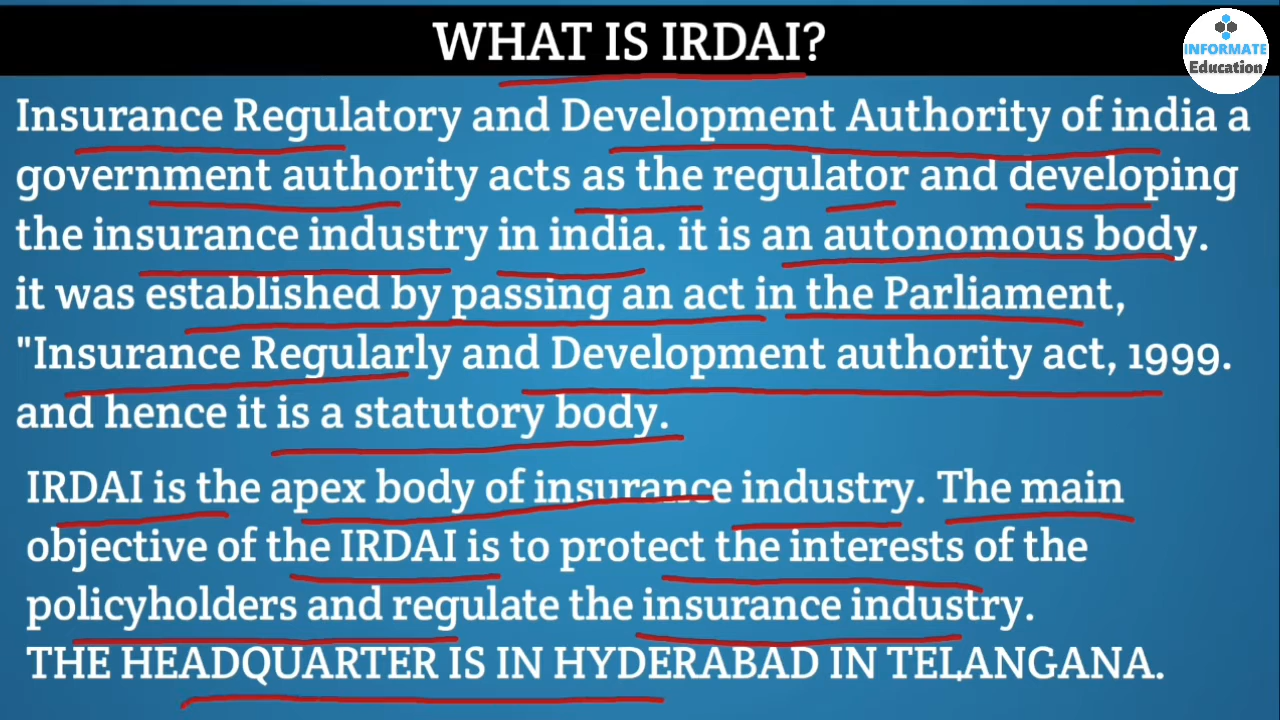 WHAT IS IRDAI?
INFORMATE
Education
Insurance Regulatory and Development Authority of india a
government authority acts as the regulator and developing
the insurance industry in india. it is an autonomous body.
it was established by passing an act in the Parliament,
"Insurance Regularly and Development authority act, 1999.
and hence it is a statutory body.
IRDAI is the apex body of insurance industry. The main
objective of the IRDAI is to protect the interests of the
policyholders and regulate the insurance industry.
THE HEADQUARTER IS IN HYDERABAD IN TELANGANA.